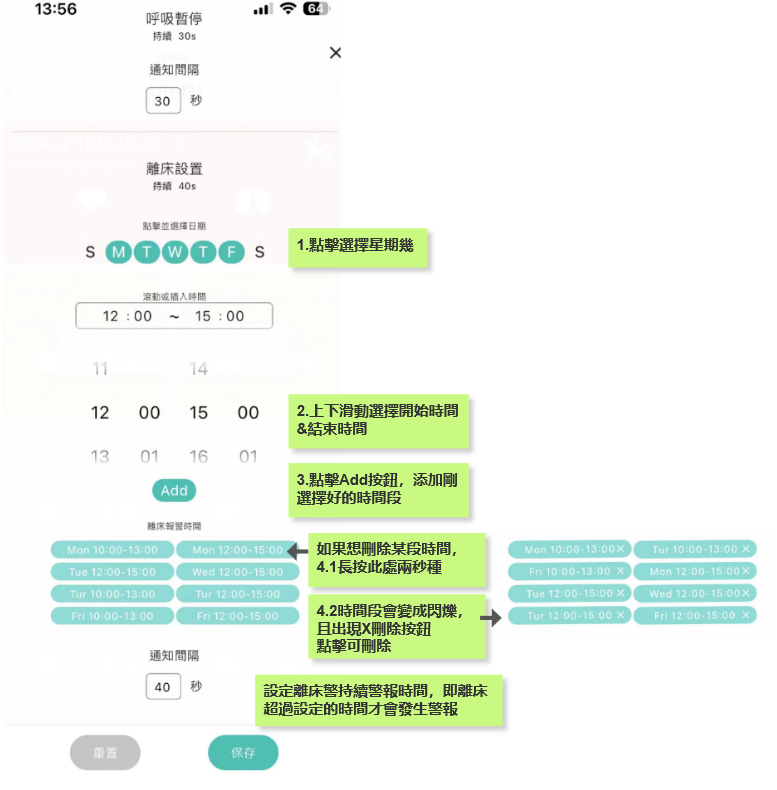 13:56
64
呼吸暫停
持續 30s
通知間隔
30 秒
離床設置
持續 40s
點擊並選擇日期
S M T W T F S
1.點擊選擇星期幾
滾動或插入時間
12 : 00 ~ 15 : 00
11 14
12 00 15 00
13 01 16 01
2.上下滑動選擇開始時間
&結束時間
Add
3.點擊Add按鈕，添加剛
選擇好的時間段
離床報警時間
Mon 10:00-13:00 Mon 12:00-15:00
Tue 12:00-15:00 Wed 12:00-15:00
Tur 10:00-13:00 Tur 12:00-15:00
Fri 10:00-13:00 Fri 12:00-15:00
如果想刪除某段時間，
4.1長按此處兩秒種
4.2時間段會變成閃爍，
且出現X刪除按鈕
點擊可刪除
Mon 10:00-13:00 × Tur 10:00-13:00 ×
Fri 10:00-13:00 × Mon 12:00-15:00 ×
Tue 12:00-15:00 × Wed 12:00-15:00 ×
Tur 12:00-15:00 × Fri 12:00-15:00 ×
通知間隔
40 秒
設定離床警持續警報時間，即離床
超過設定的時間才會發生警報
重置 保存